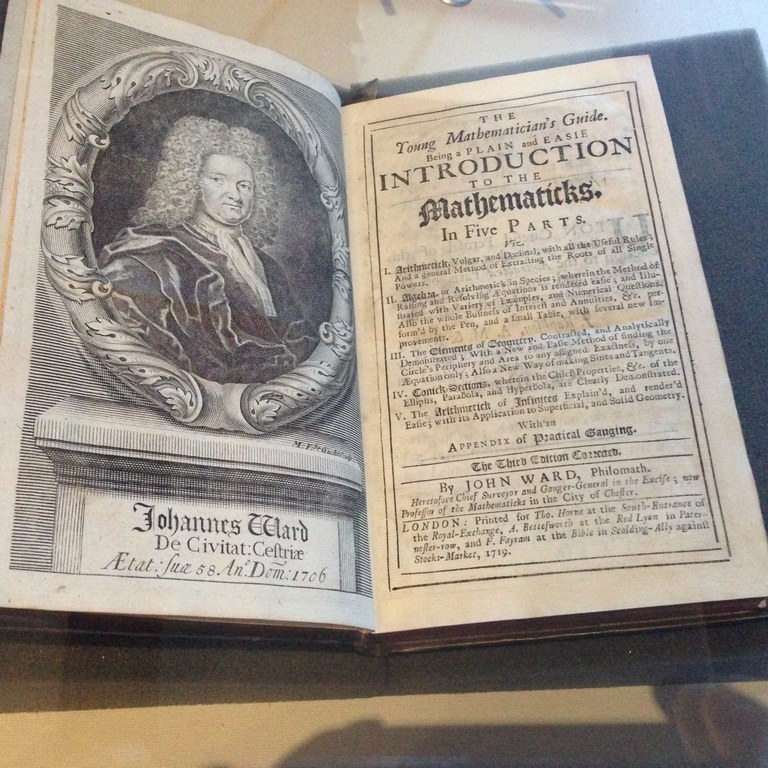 Johannes Ward
De Civitat: Cestriæ
Ætat: suæ 58. An.º Dom̃: 1706
THE
Young Mathematician's Guide.
Being a PLAIN and EASIE
INTRODUCTION
TO THE
Mathematicks.
In Five PARTS.
Viz.
I. Arithmetick, Vulgar, and Decimal, with all the Useful Rules;
And a general Method of Extracting the Roots of all Single
Powers.
II. Algebra, or Arithmetick in Species; wherein the Method of
Raising and Resolving Æquations is rendered easie; and Illu-
strated with Variety of Examples, and Numerical Questions.
Also the whole Business of Interest and Annuities, &c. per-
form'd by the Pen, and a small Table, with several new Im-
provements.
III. The Elements of Geometry, Contracted, and Analytically
Demonstrated; With a New and Easie Method of finding the
Circle's Periphery and Area to any assigned Exactness, by one
Æquation only; Also a New Way of making Sines and Tangents.
IV. Conick-Sections, wherein the Chief Properties, &c. of the
Ellipsis, Parabola, and Hyperbola, are Clearly Demonstrated.
V. The Arithmetick of Infinites Explain'd, and render'd
Easie; with its Application to Superficial, and Solid Geometry.
With an
APPENDIX of Practical Gauging.
The Third Edition Corrected.
By JOHN WARD, Philomath.
Heretofore Chief Surveyor and Gauger-General in the Excise; now
Professor of the Mathematicks in the City of Chester.
LONDON: Printed for Tho. Horne at the South-Entrance of
the Royal-Exchange, A. Bettesworth at the Red Lyon in Pater-
noster-row, and F. Fayram at the Bible in Scalding-Ally against
Stocks-Market, 1719.